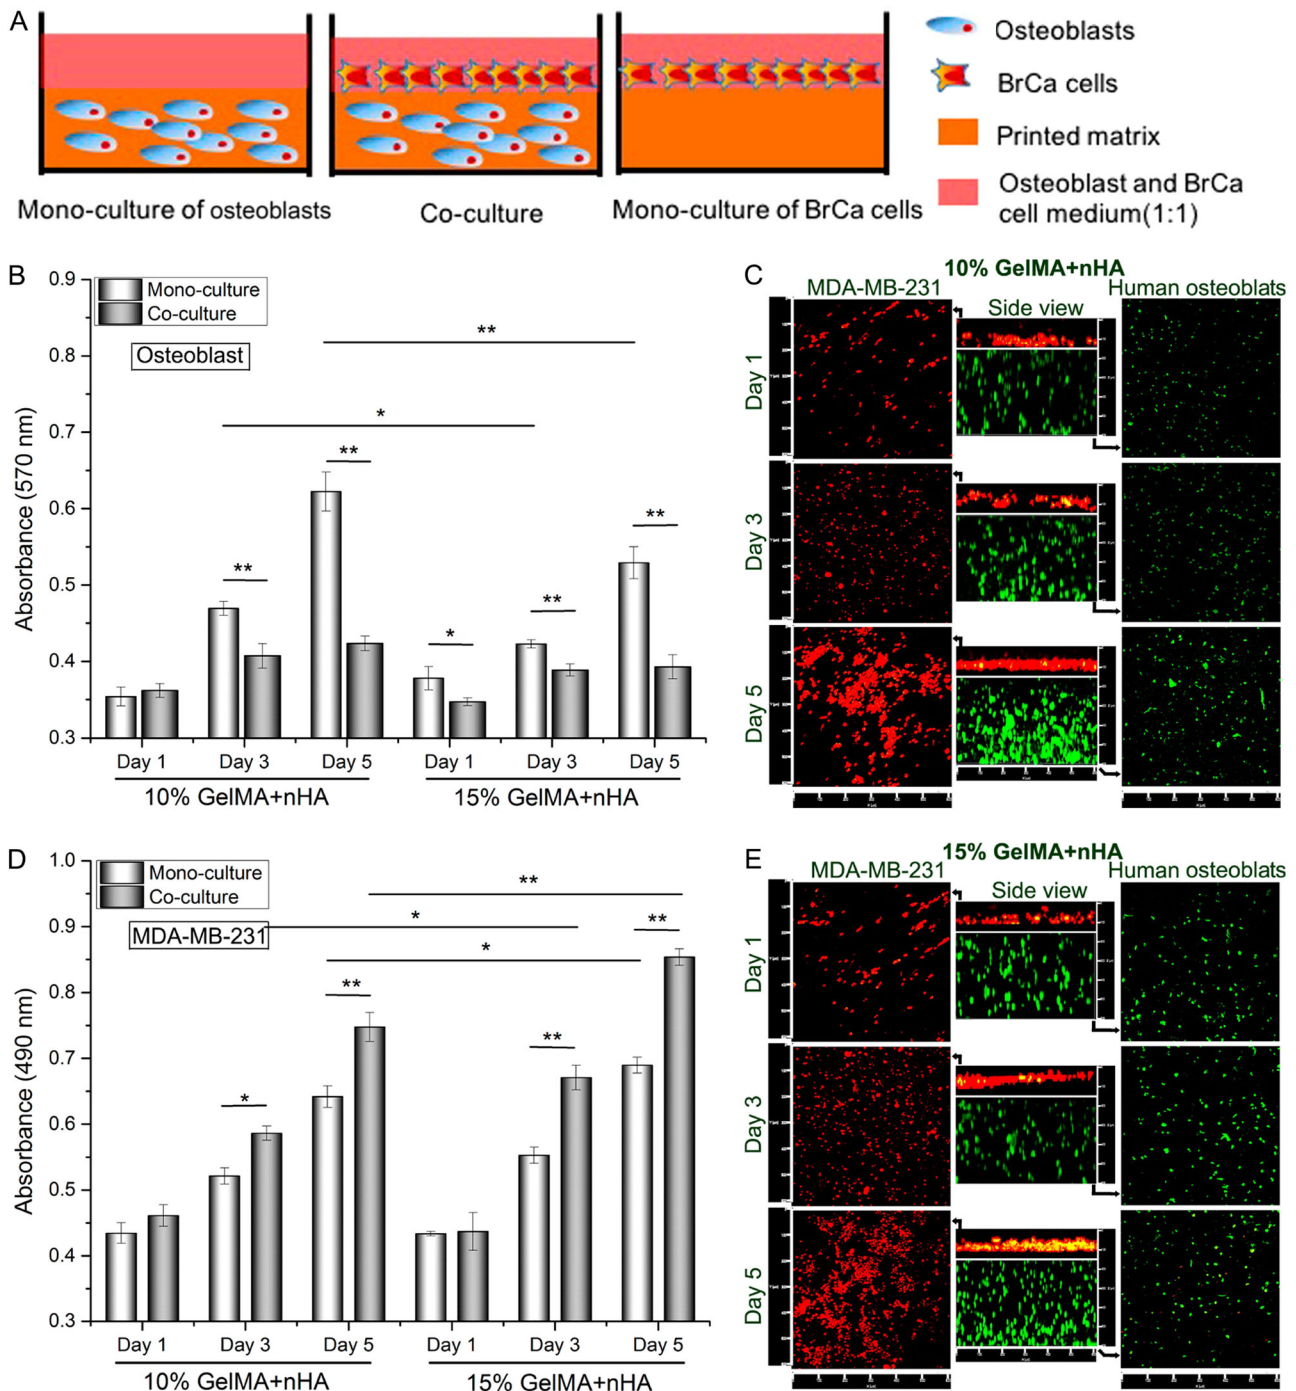 A
Osteoblasts
BrCa cells
Printed matrix
Osteoblast and BrCa
cell medium(1:1)
Mono-culture of osteoblasts
Co-culture
Mono-culture of BrCa cells
B
Mono-culture
Co-culture
Osteoblast
Absorbance (570 nm)
0.9
0.8
0.7
0.6
0.5
0.4
0.3
**
*
**
**
**
**
*
Day 1
Day 3
Day 5
Day 1
Day 3
Day 5
10% GelMA+nHA
15% GelMA+nHA
C
10% GelMA+nHA
MDA-MB-231
Side view
Human osteoblats
Day 1
Day 3
Day 5
D
Mono-culture
Co-culture
MDA-MB-231
Absorbance (490 nm)
1.0
0.9
0.8
0.7
0.6
0.5
0.4
0.3
**
*
**
*
**
**
*
Day 1
Day 3
Day 5
Day 1
Day 3
Day 5
10% GelMA+nHA
15% GelMA+nHA
E
15% GelMA+nHA
MDA-MB-231
Side view
Human osteoblats
Day 1
Day 3
Day 5